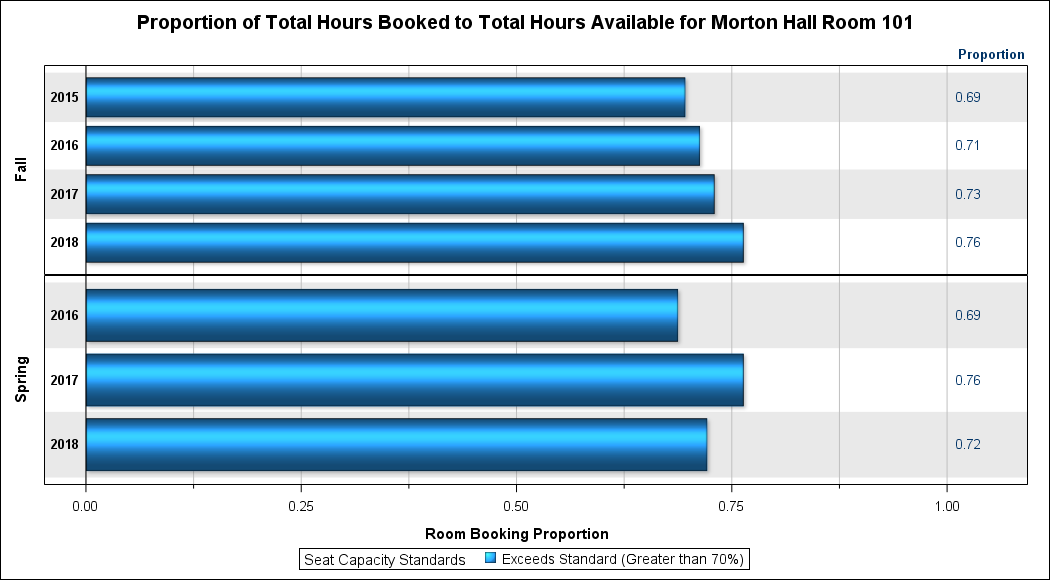 Proportion of Total Hours Booked to Total Hours Available for Morton Hall Room 101
Proportion
Fall
2015 0.69
2016 0.71
2017 0.73
2018 0.76
Spring
2016 0.69
2017 0.76
2018 0.72
0.00 0.25 0.50 0.75 1.00
Room Booking Proportion
Seat Capacity Standards Exceeds Standard (Greater than 70%)